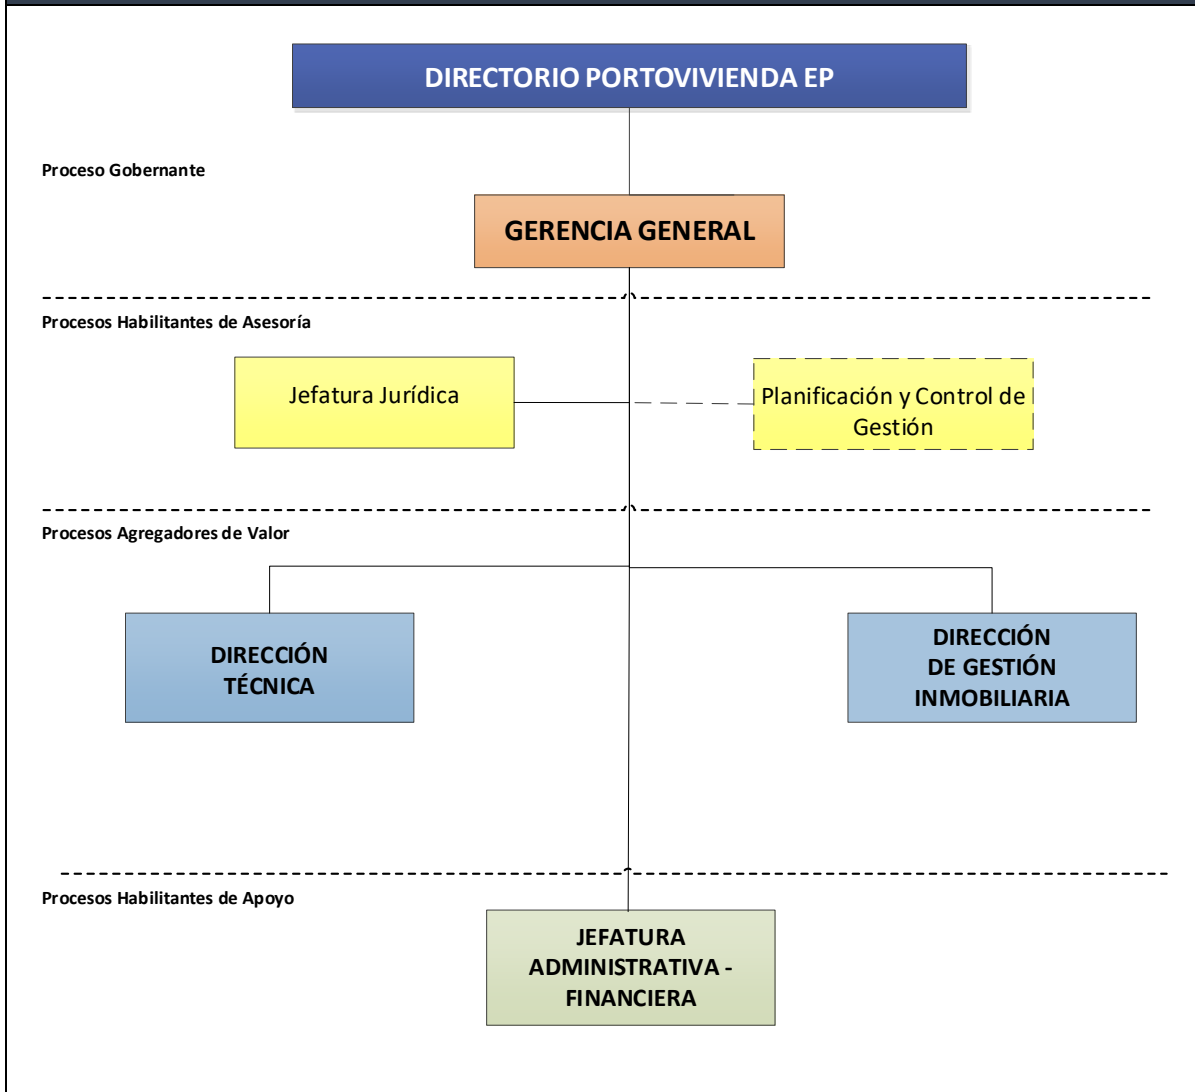 DIRECTORIO PORTOVIVIENDA EP
Proceso Gobernante
GERENCIA GENERAL
Procesos Habilitantes de Asesoría
Jefatura Jurídica
Planificación y Control de
Gestión
Procesos Agregadores de Valor
DIRECCIÓN
TÉCNICA
DIRECCIÓN
DE GESTIÓN
INMOBILIARIA
Procesos Habilitantes de Apoyo
JEFATURA
ADMINISTRATIVA -
FINANCIERA